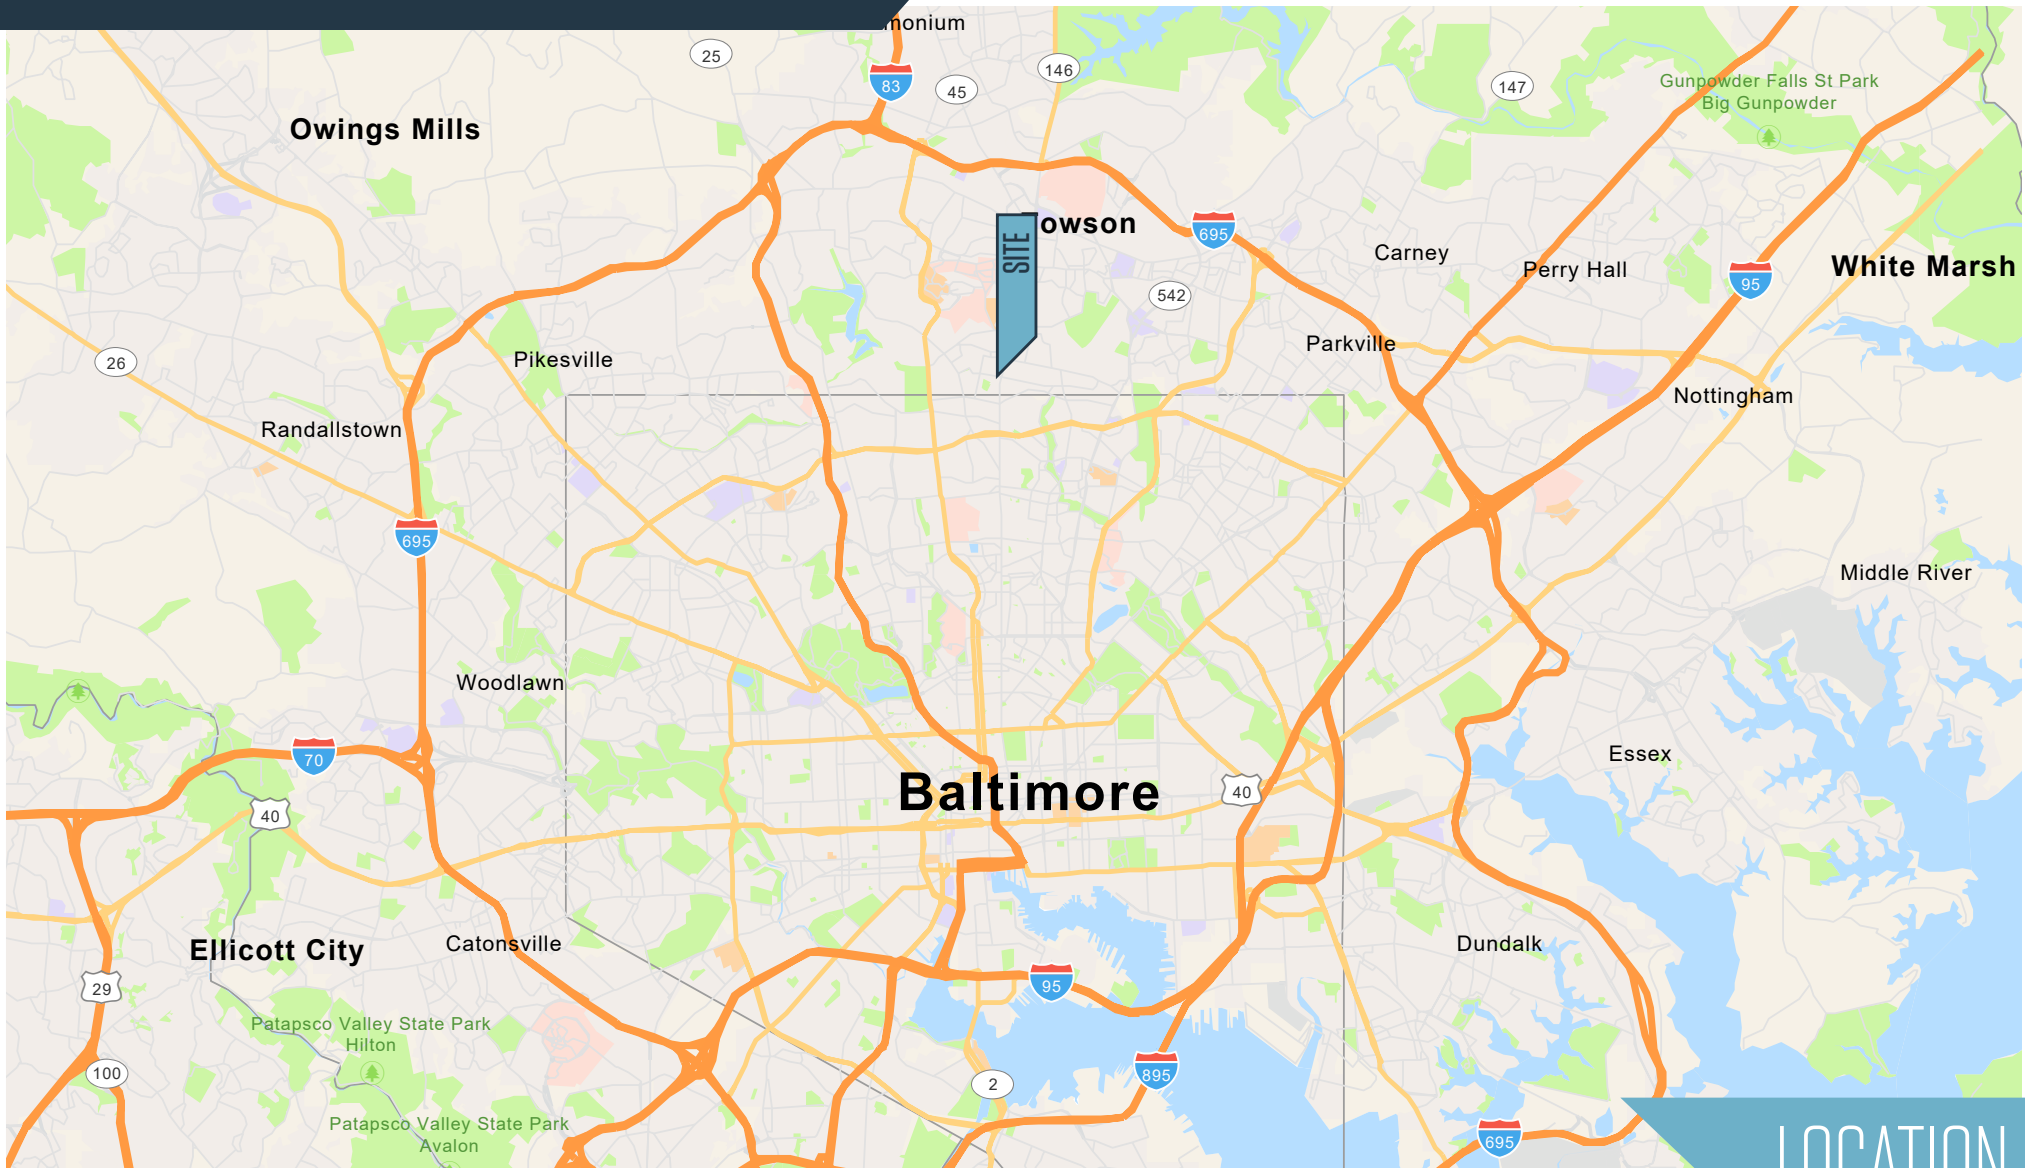 monium
25
83
45
146
147
Gunpowder Falls St Park
Big Gunpowder
Owings Mills
owson
SITE
695
Carney
Perry Hall
White Marsh
95
542
Parkville
26
Pikesville
Nottingham
Randallstown
695
Middle River
Woodlawn
70
Essex
40
Baltimore
40
Ellicott City
Catonsville
Dundalk
29
95
Patapsco Valley State Park
Hilton
100
2
895
Patapsco Valley State Park
Avalon
695
LOCATION